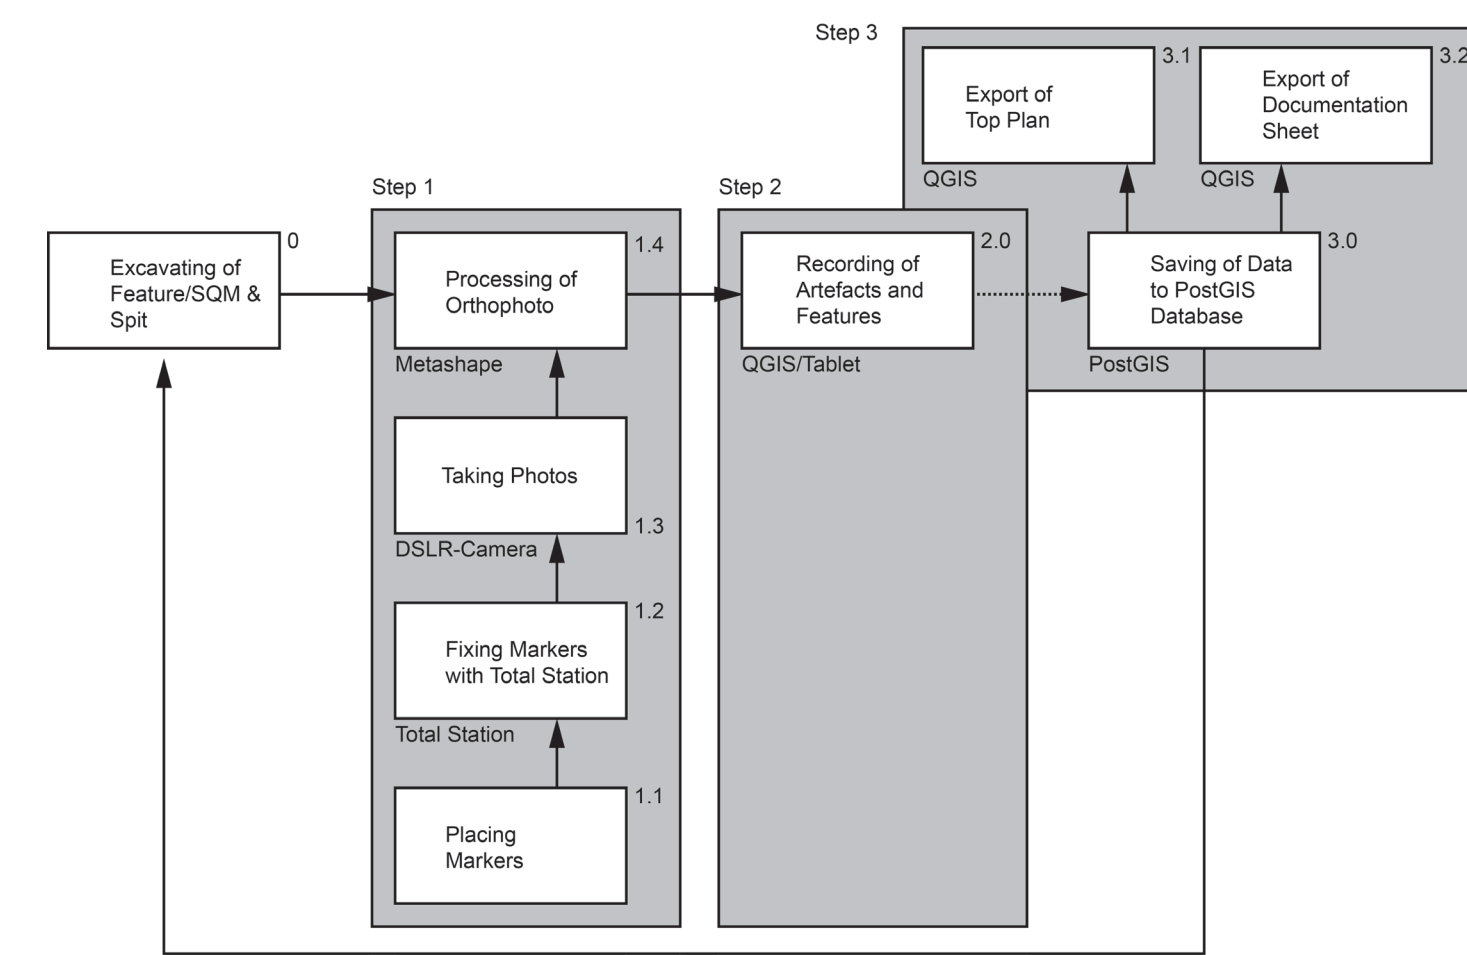 Step 3
3.1
3.2
Export of
Top Plan
Export of
Documentation
Sheet
QGIS
QGIS
Step 1
Step 2
0
Excavating of
Feature/SQM &
Spit
1.4
Processing of
Orthophoto
Metashape
2.0
Recording of
Artefacts and
Features
QGIS/Tablet
3.0
Saving of Data
to PostGIS
Database
PostGIS
Taking Photos
1.3
DSLR-Camera
1.2
Fixing Markers
with Total Station
Total Station
1.1
Placing
Markers